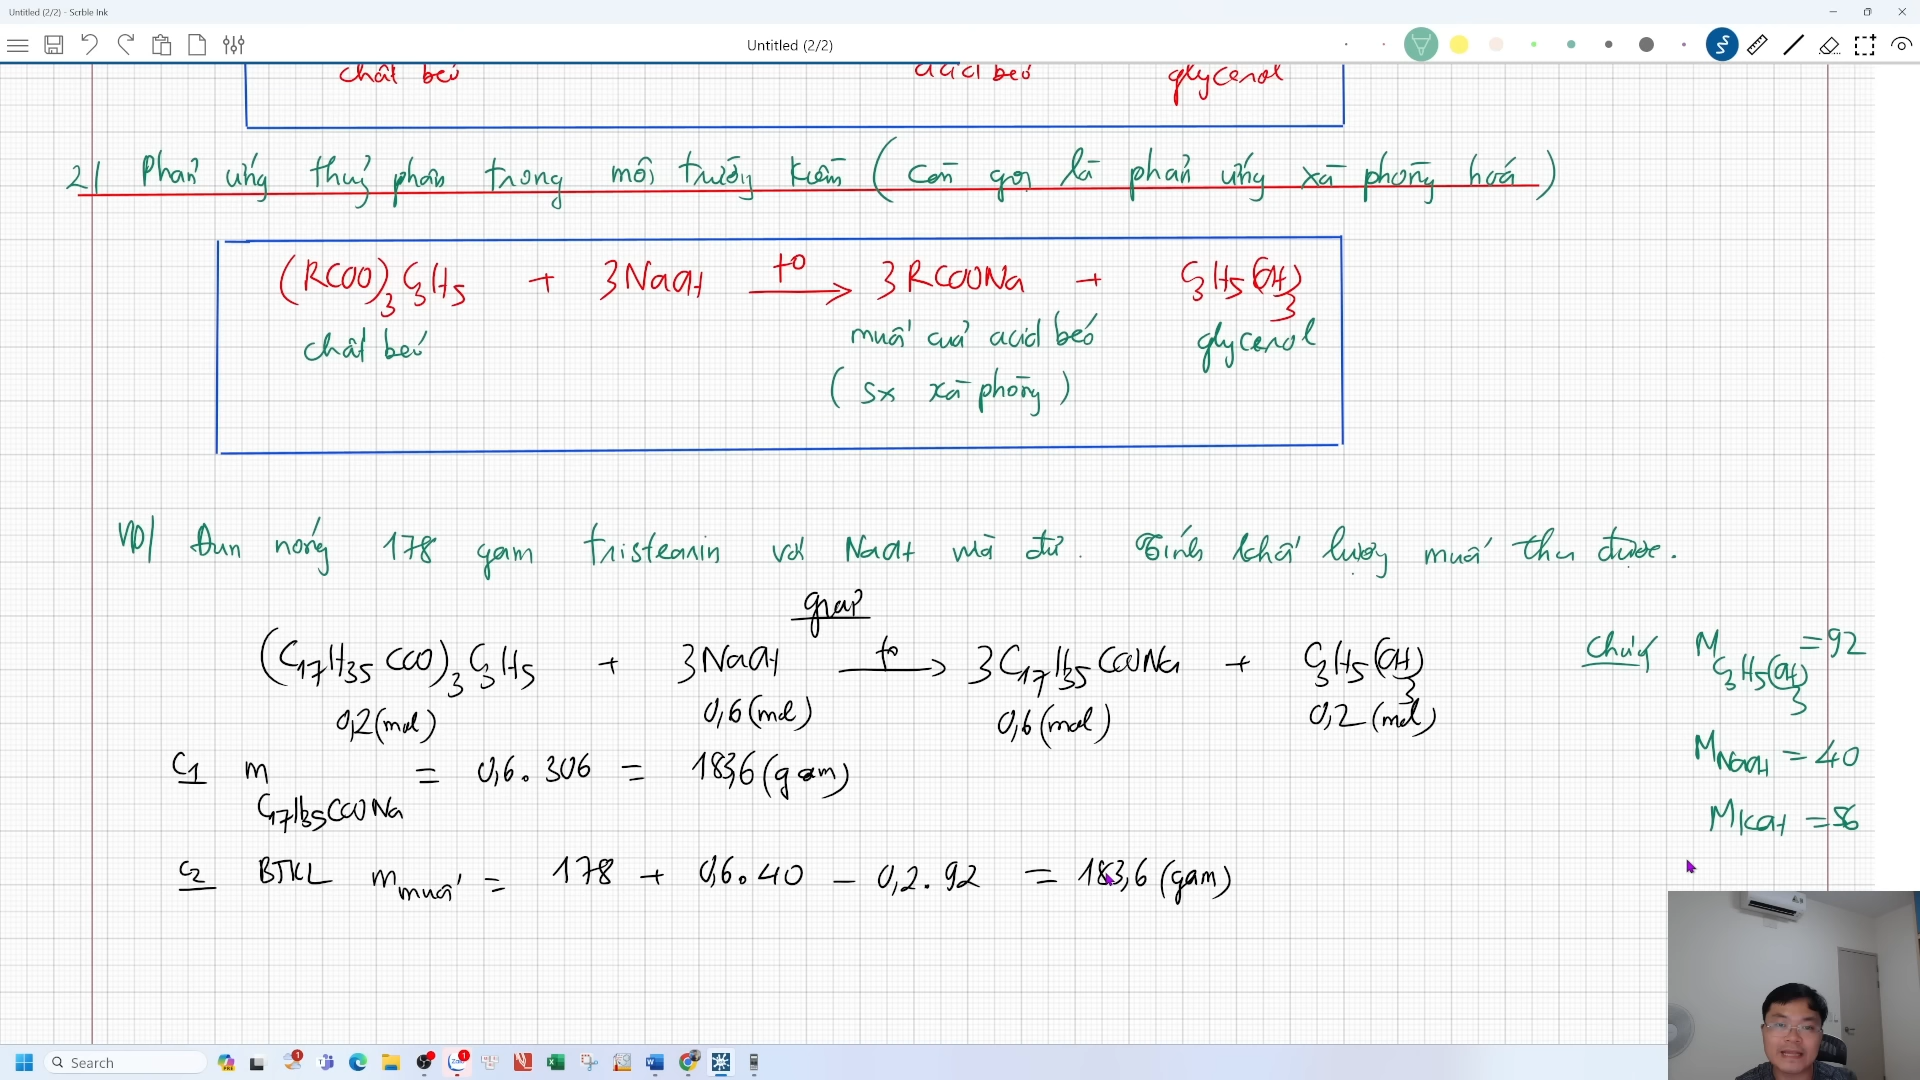 Untitled (2/2) - Scrble Ink
Untitled (2/2)
chất béo acid béo glycerol
2/ Phản ứng thuỷ phân trong môi trường kiềm (còn gọi là phản ứng xà phòng hoá)
(RCOO)3C3H5 + 3NaOH t° → 3RCOONa + C3H5(OH)3
chất béo muối của acid béo glycerol
(sx xà phòng)
VD/ Đun nóng 178 gam tristearin với NaOH vừa đủ. Tính khối lượng muối thu được.
giải
(C17H35COO)3C3H5 + 3NaOH t° → 3C17H35COONa + C3H5(OH)3
0,2(mol) 0,6(mol) 0,6(mol) 0,2(mol)
Chú ý M C3H5(OH)3 = 92
M NaOH = 40
M KOH = 56
C1 m C17H35COONa = 0,6.306 = 183,6(gam)
C2 BTKL m muối = 178 + 0,6.40 - 0,2.92 = 183,6(gam)
Search